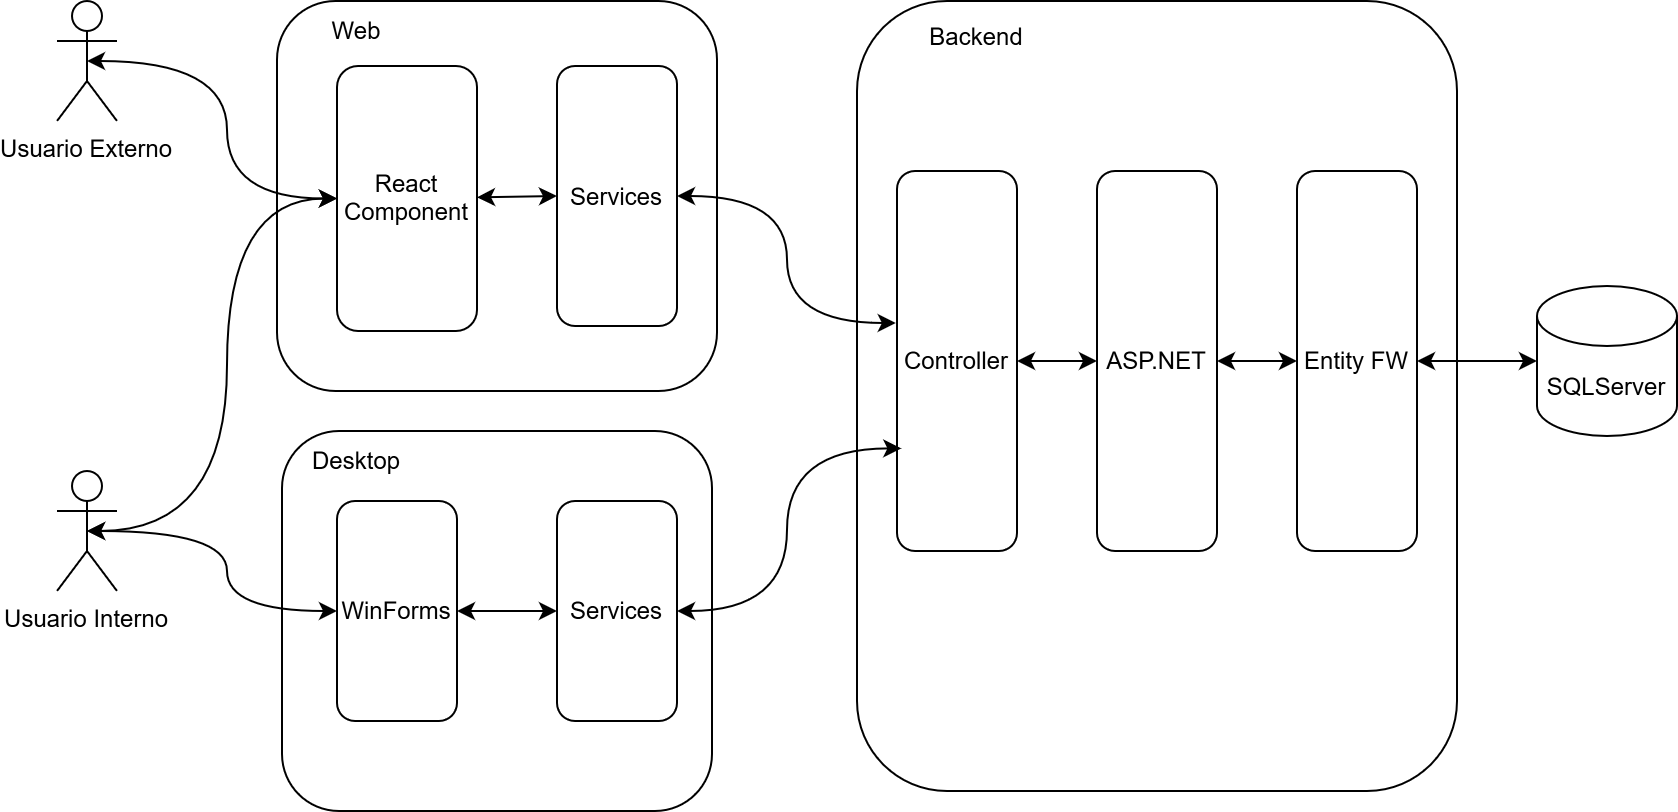 Usuario Externo
Web
React
Component
Services
Usuario Interno
Desktop
WinForms
Services
Backend
Controller
ASP.NET
Entity FW
SQLServer